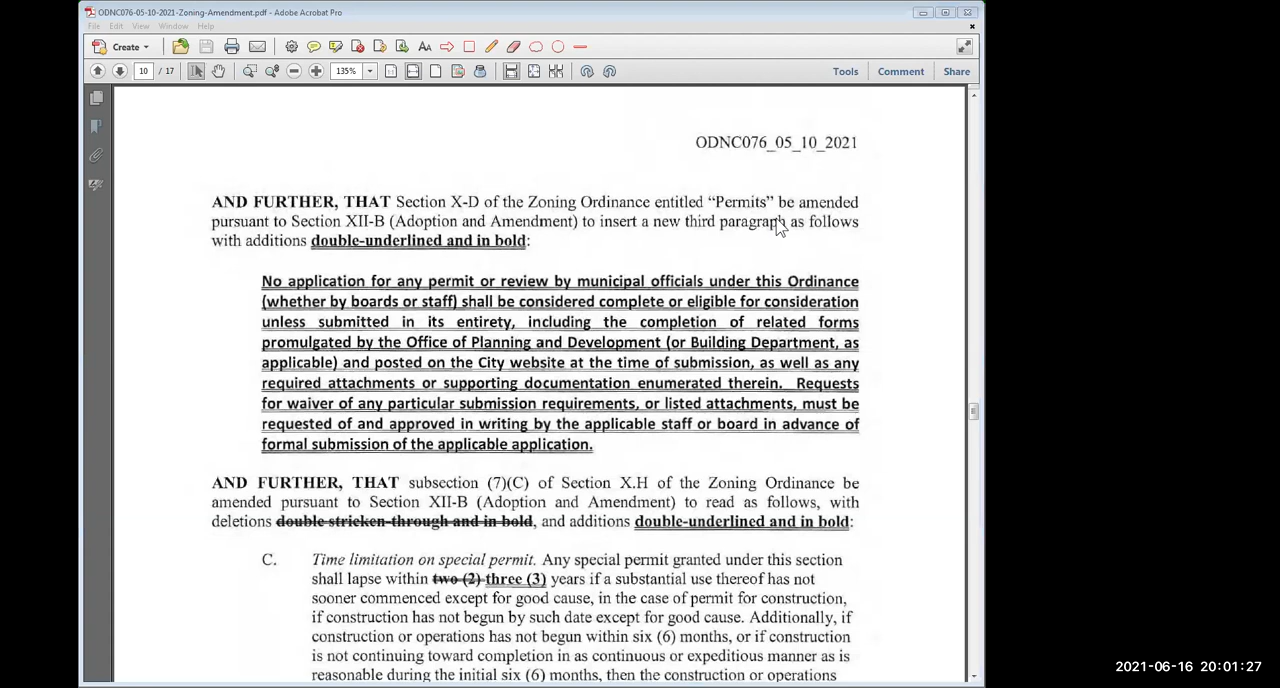 ODNC076-05-10-2021-Zoning-Amendment.pdf - Adobe Acrobat Pro
File Edit View Window Help
Create
10 / 17 135% Tools Comment Share
ODNC076_05_10_2021
AND FURTHER, THAT Section X-D of the Zoning Ordinance entitled “Permits” be amended
pursuant to Section XII-B (Adoption and Amendment) to insert a new third paragraph as follows
with additions double-underlined and in bold:
No application for any permit or review by municipal officials under this Ordinance
(whether by boards or staff) shall be considered complete or eligible for consideration
unless submitted in its entirety, including the completion of related forms
promulgated by the Office of Planning and Development (or Building Department, as
applicable) and posted on the City website at the time of submission, as well as any
required attachments or supporting documentation enumerated therein. Requests
for waiver of any particular submission requirements, or listed attachments, must be
requested of and approved in writing by the applicable staff or board in advance of
formal submission of the applicable application.
AND FURTHER, THAT subsection (7)(C) of Section X.H of the Zoning Ordinance be
amended pursuant to Section XII-B (Adoption and Amendment) to read as follows, with
deletions double stricken-through and in bold, and additions double-underlined and in bold:
C. Time limitation on special permit. Any special permit granted under this section
shall lapse within two (2) three (3) years if a substantial use thereof has not
sooner commenced except for good cause, in the case of permit for construction,
if construction has not begun by such date except for good cause. Additionally, if
construction or operations has not begun within six (6) months, or if construction
is not continuing toward completion in as continuous or expeditious manner as is
reasonable during the initial six (6) months, then the construction or operations
2021-06-16 20:01:27